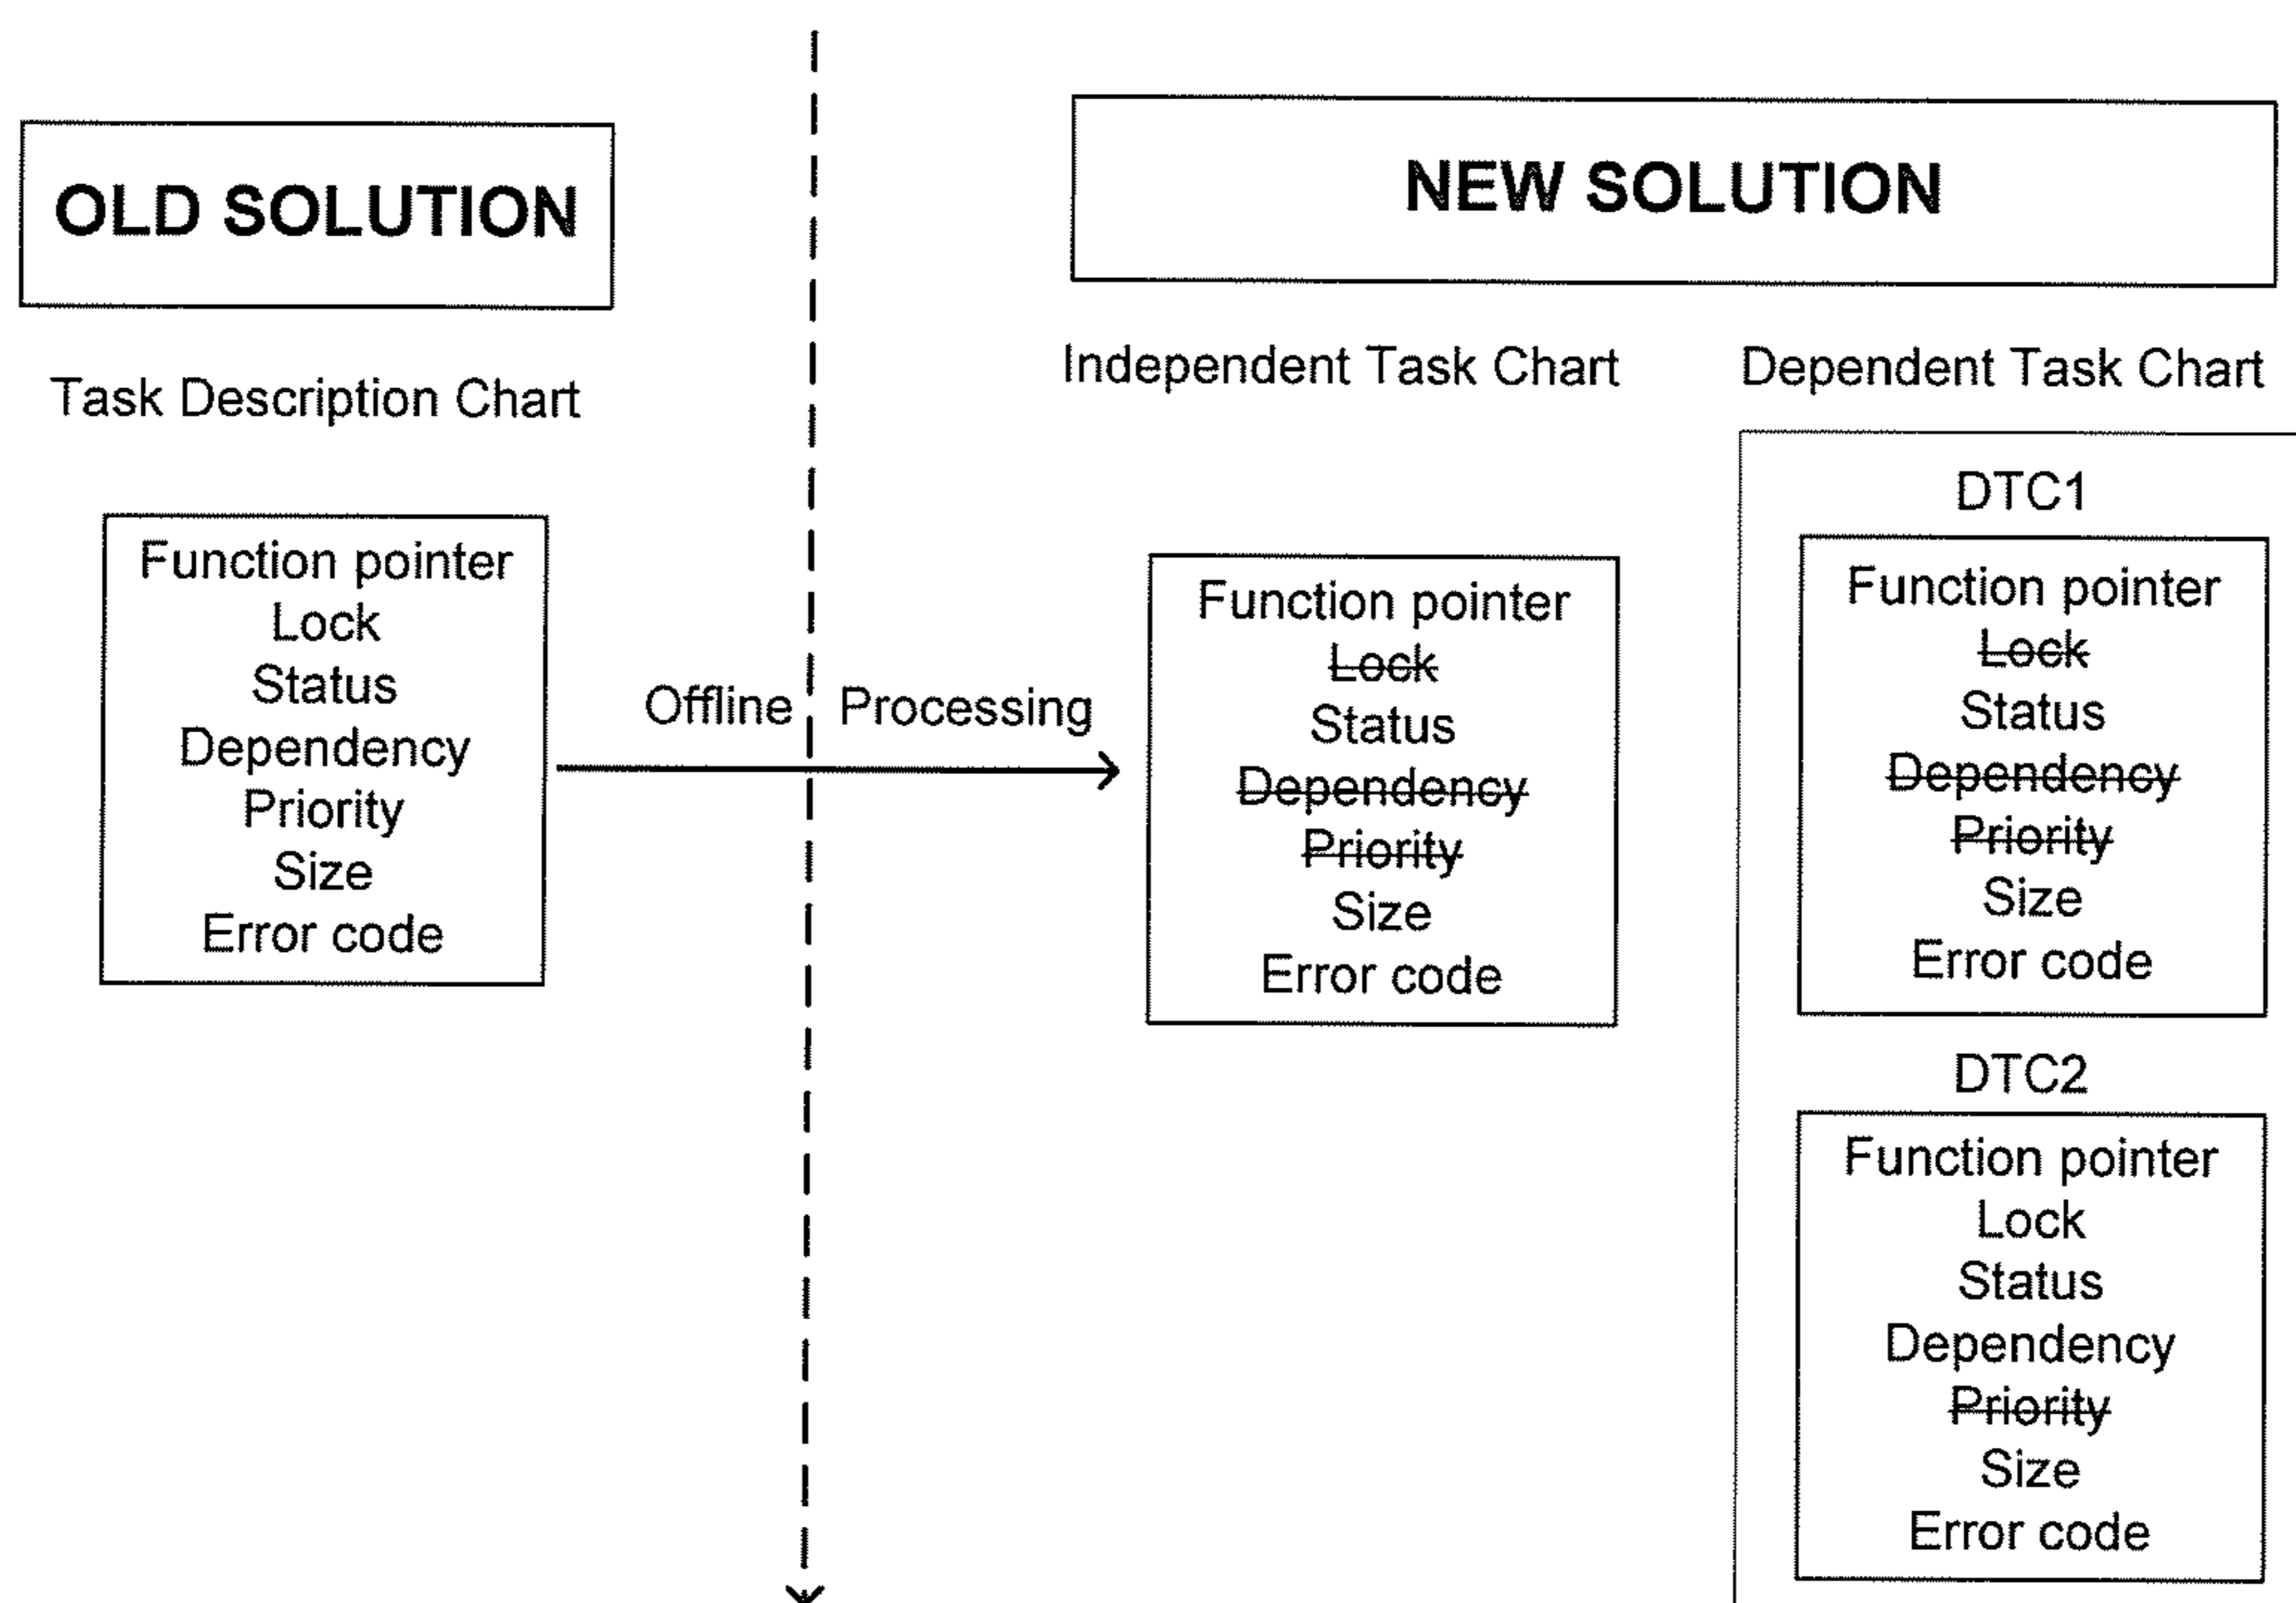 OLD SOLUTION
Task Description Chart
Function pointer
Lock
Status
Dependency
Priority
Size
Error code
Offline Processing
NEW SOLUTION
Independent Task Chart
Function pointer
Lock
Status
Dependency
Priority
Size
Error code
Dependent Task Chart
DTC1
Function pointer
Lock
Status
Dependency
Priority
Size
Error code
DTC2
Function pointer
Lock
Status
Dependency
Priority
Size
Error code